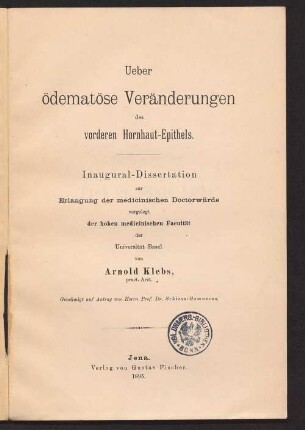 Ueber
ödematöse Veränderungen
des
vorderen Hornhaut-Epithels.
Inaugural-Dissertation
zur
Erlangung der medicinischen Doctorwürde
vorgelegt
der hohen medicinischen Facultät
der
Universität Basel
von
Arnold Klebs,
pract. Arzt.
Genehmigt auf Antrag von Herrn Prof. Dr. Schiess-Gemuseus.
Jena.
Verlag von Gustav Fischer.
1895.